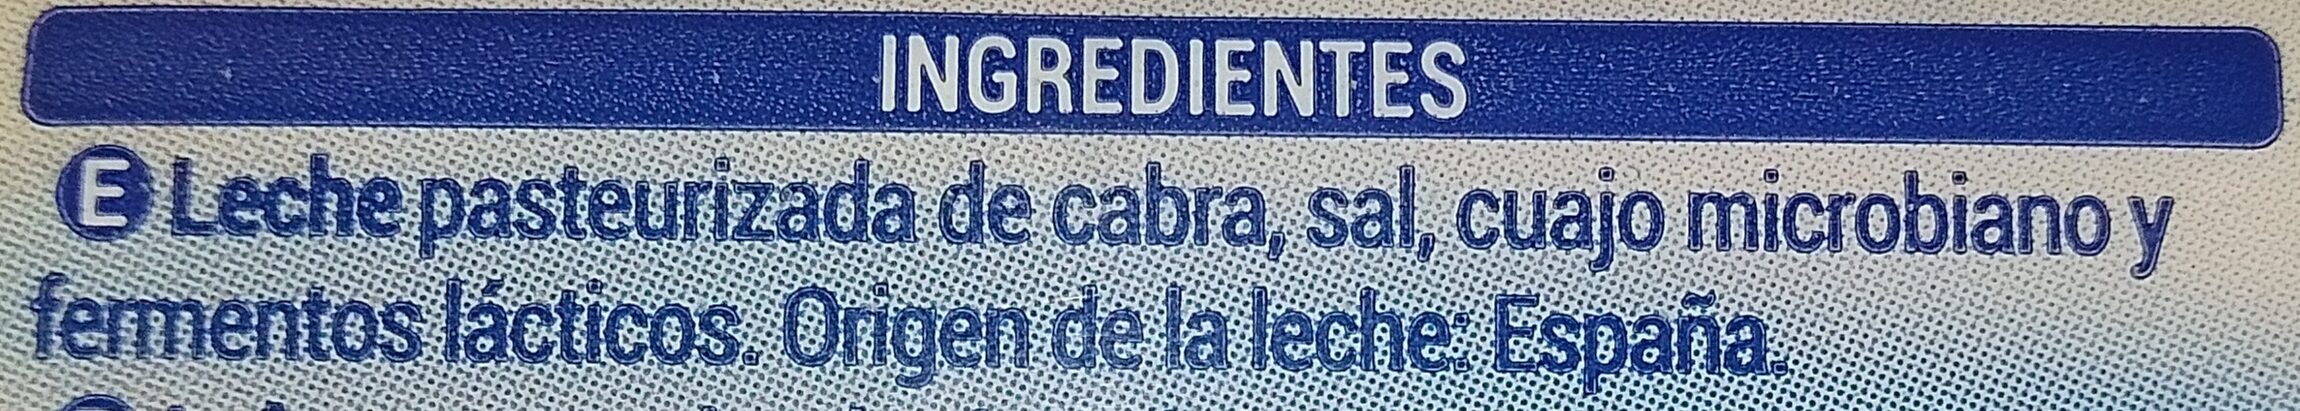 INGREDIENTES
E Leche pasteurizada de cabra, sal, cuajo microbiano y
fermentos lácticos. Origen de la leche: España.